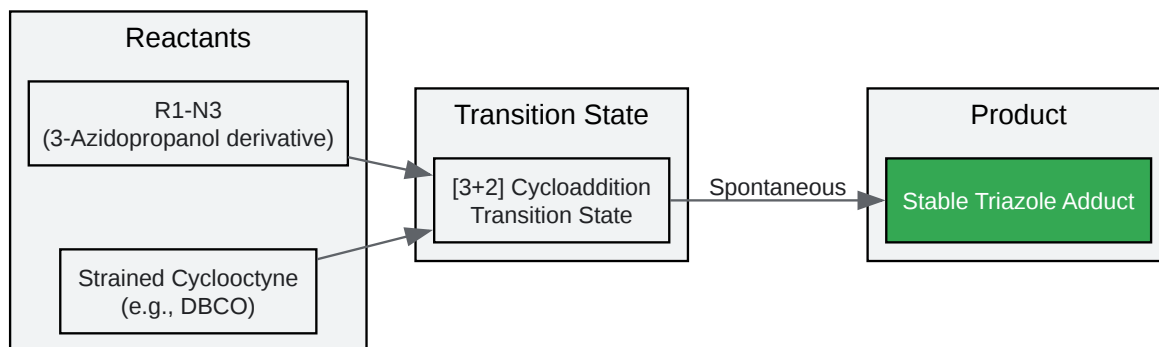 Reactants
R1-N3
(3-Azidopropanol derivative)
Strained Cyclooctyne
(e.g., DBCO)
Transition State
[3+2] Cycloaddition
Transition State
Spontaneous
Product
Stable Triazole Adduct